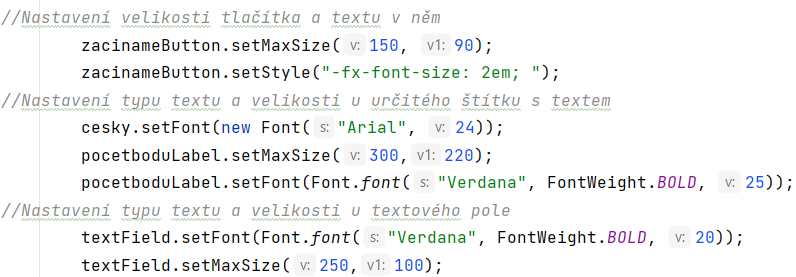 //Nastavení velikosti tlačítka a textu v něm
zacinameButton.setMaxSize( v: 150, v1: 90);
zacinameButton.setStyle("-fx-font-size: 2em; ");
//Nastavení typu textu a velikosti u určitého štítku s textem
cesky.setFont(new Font( s: "Arial", v: 24));
pocetboduLabel.setMaxSize( v: 300, v1: 220);
pocetboduLabel.setFont(Font.font( s: "Verdana", FontWeight.BOLD, v: 25));
//Nastavení typu textu a velikosti u textového pole
textField.setFont(Font.font( s: "Verdana", FontWeight.BOLD, v: 20));
textField.setMaxSize( v: 250, v1: 100);